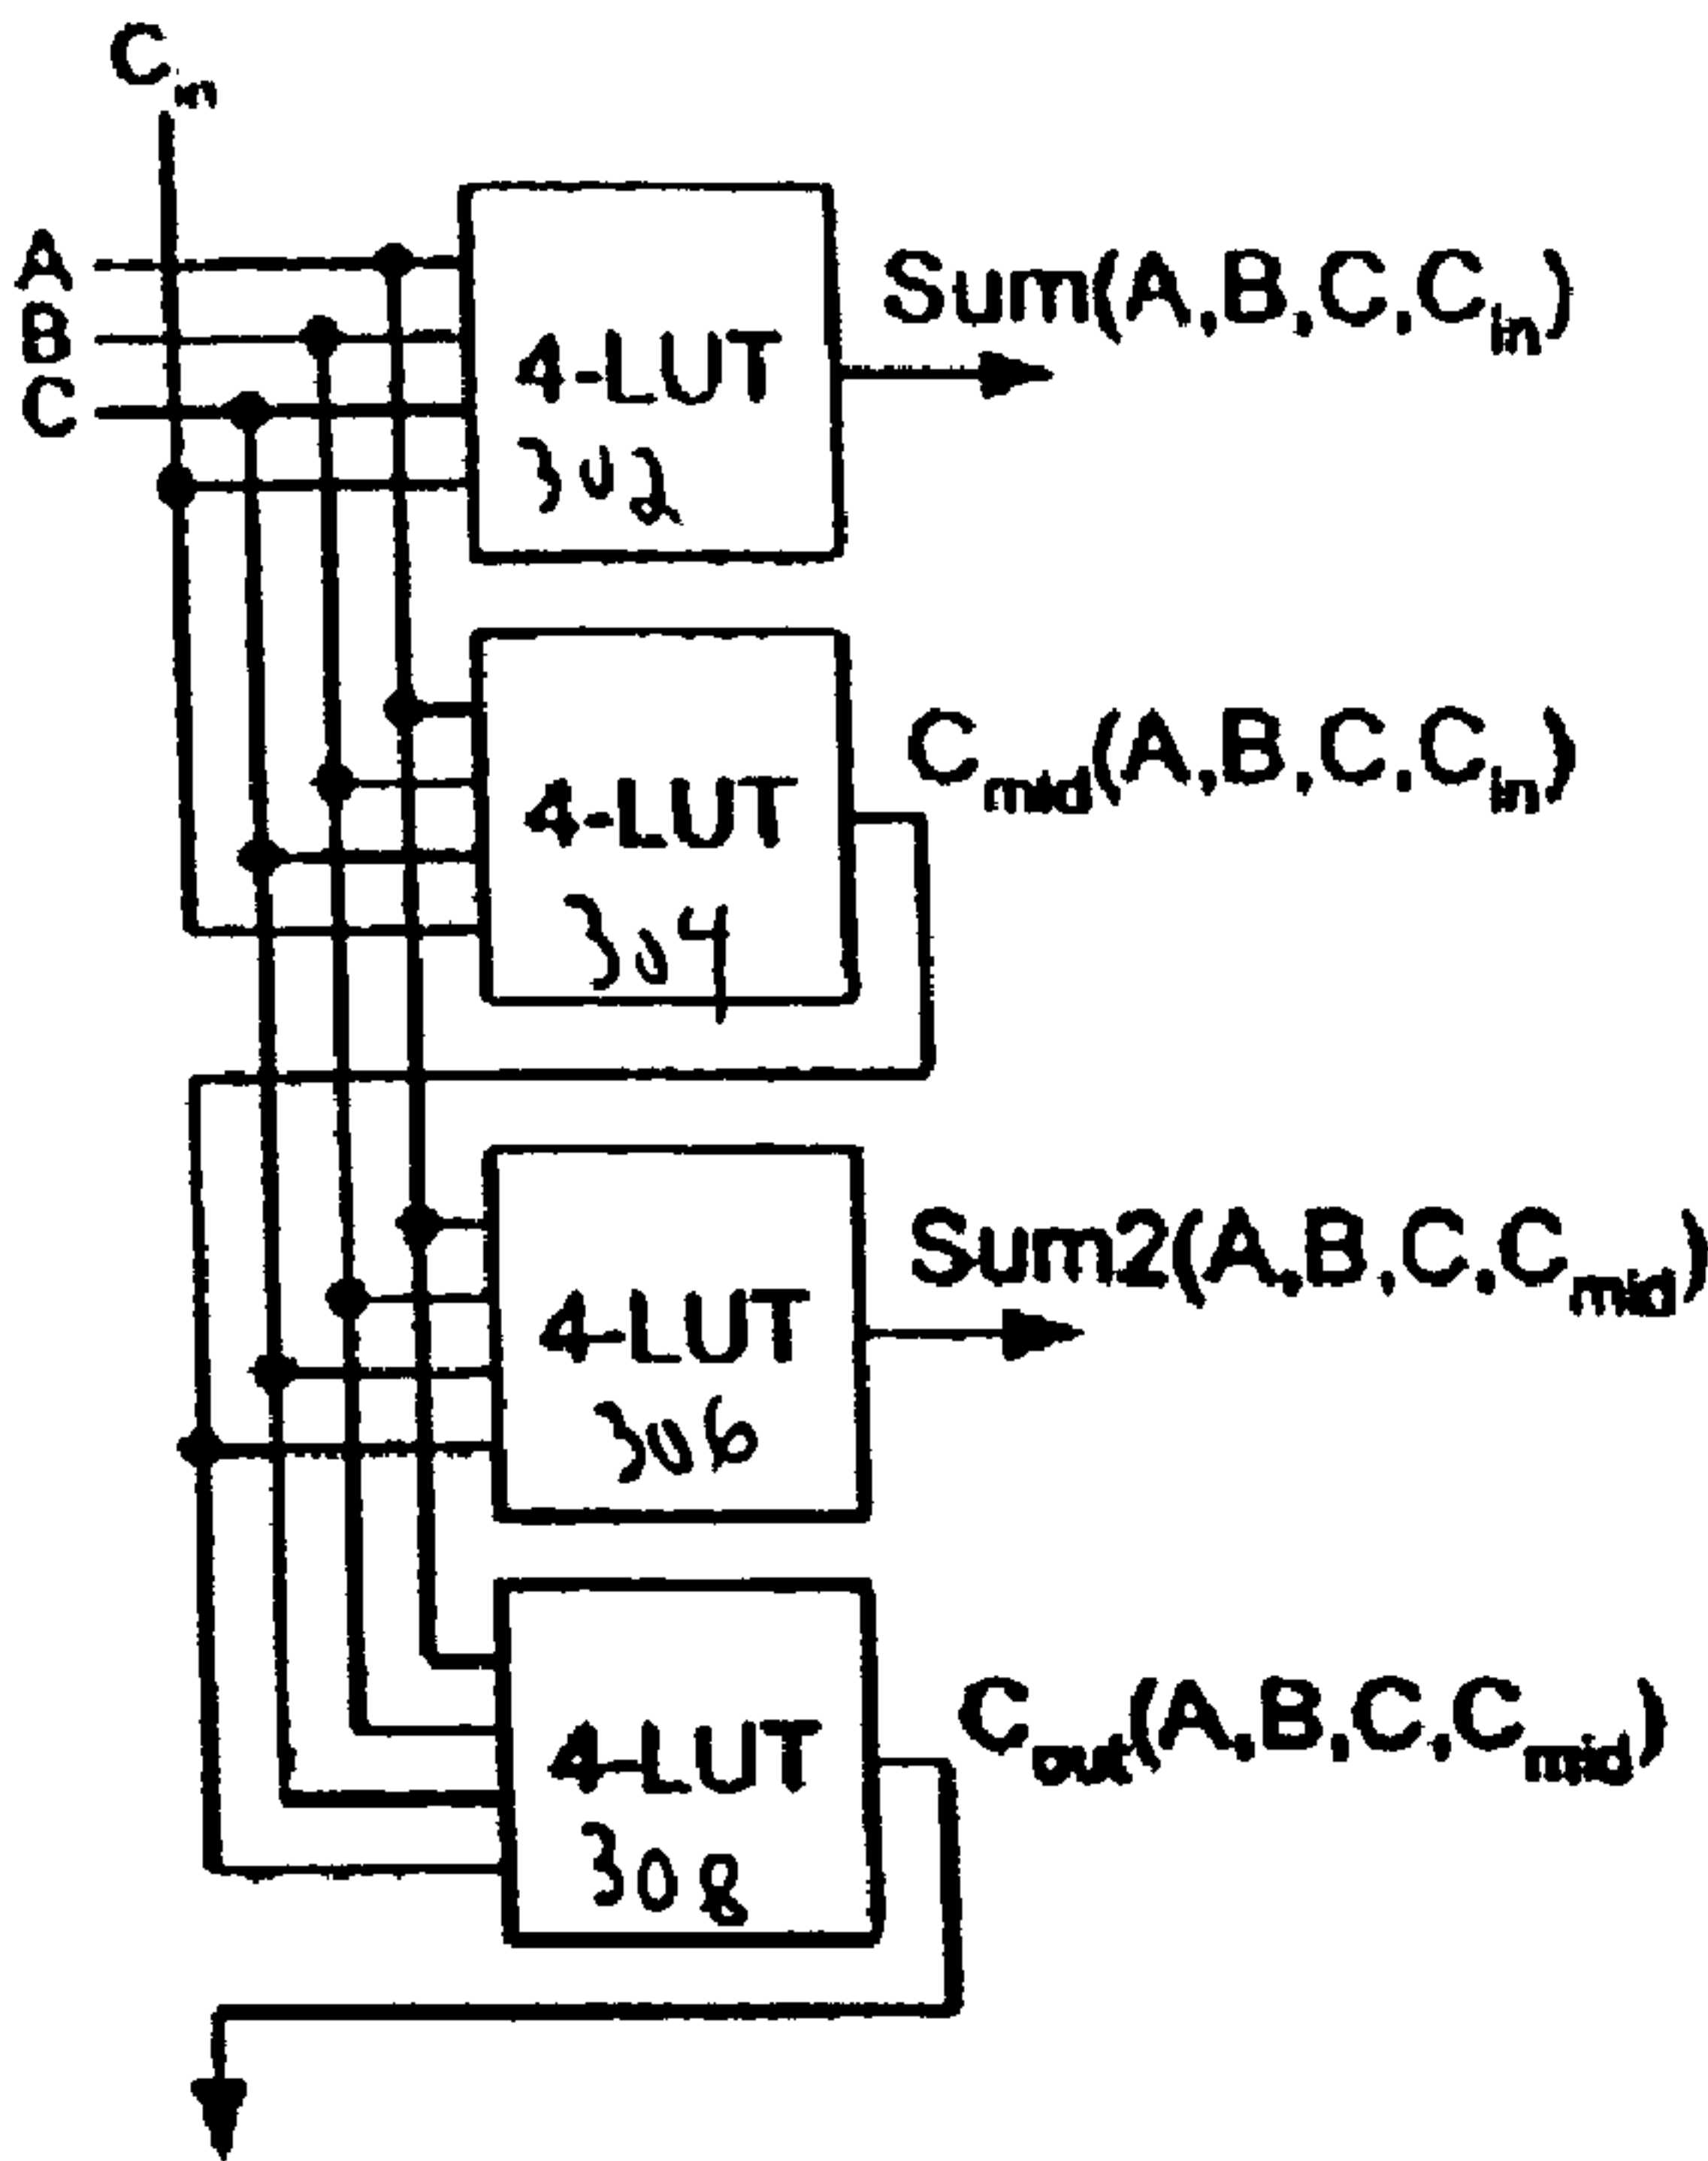 Cin
A
B
C
4-LUT
302
Sum(A,B,C,Cin)
4-LUT
304
Cmid(A,B,C,Cin)
4-LUT
306
Sum2(A,B,C,Cmid)
4-LUT
308
Cout(A,B,C,Cmid)